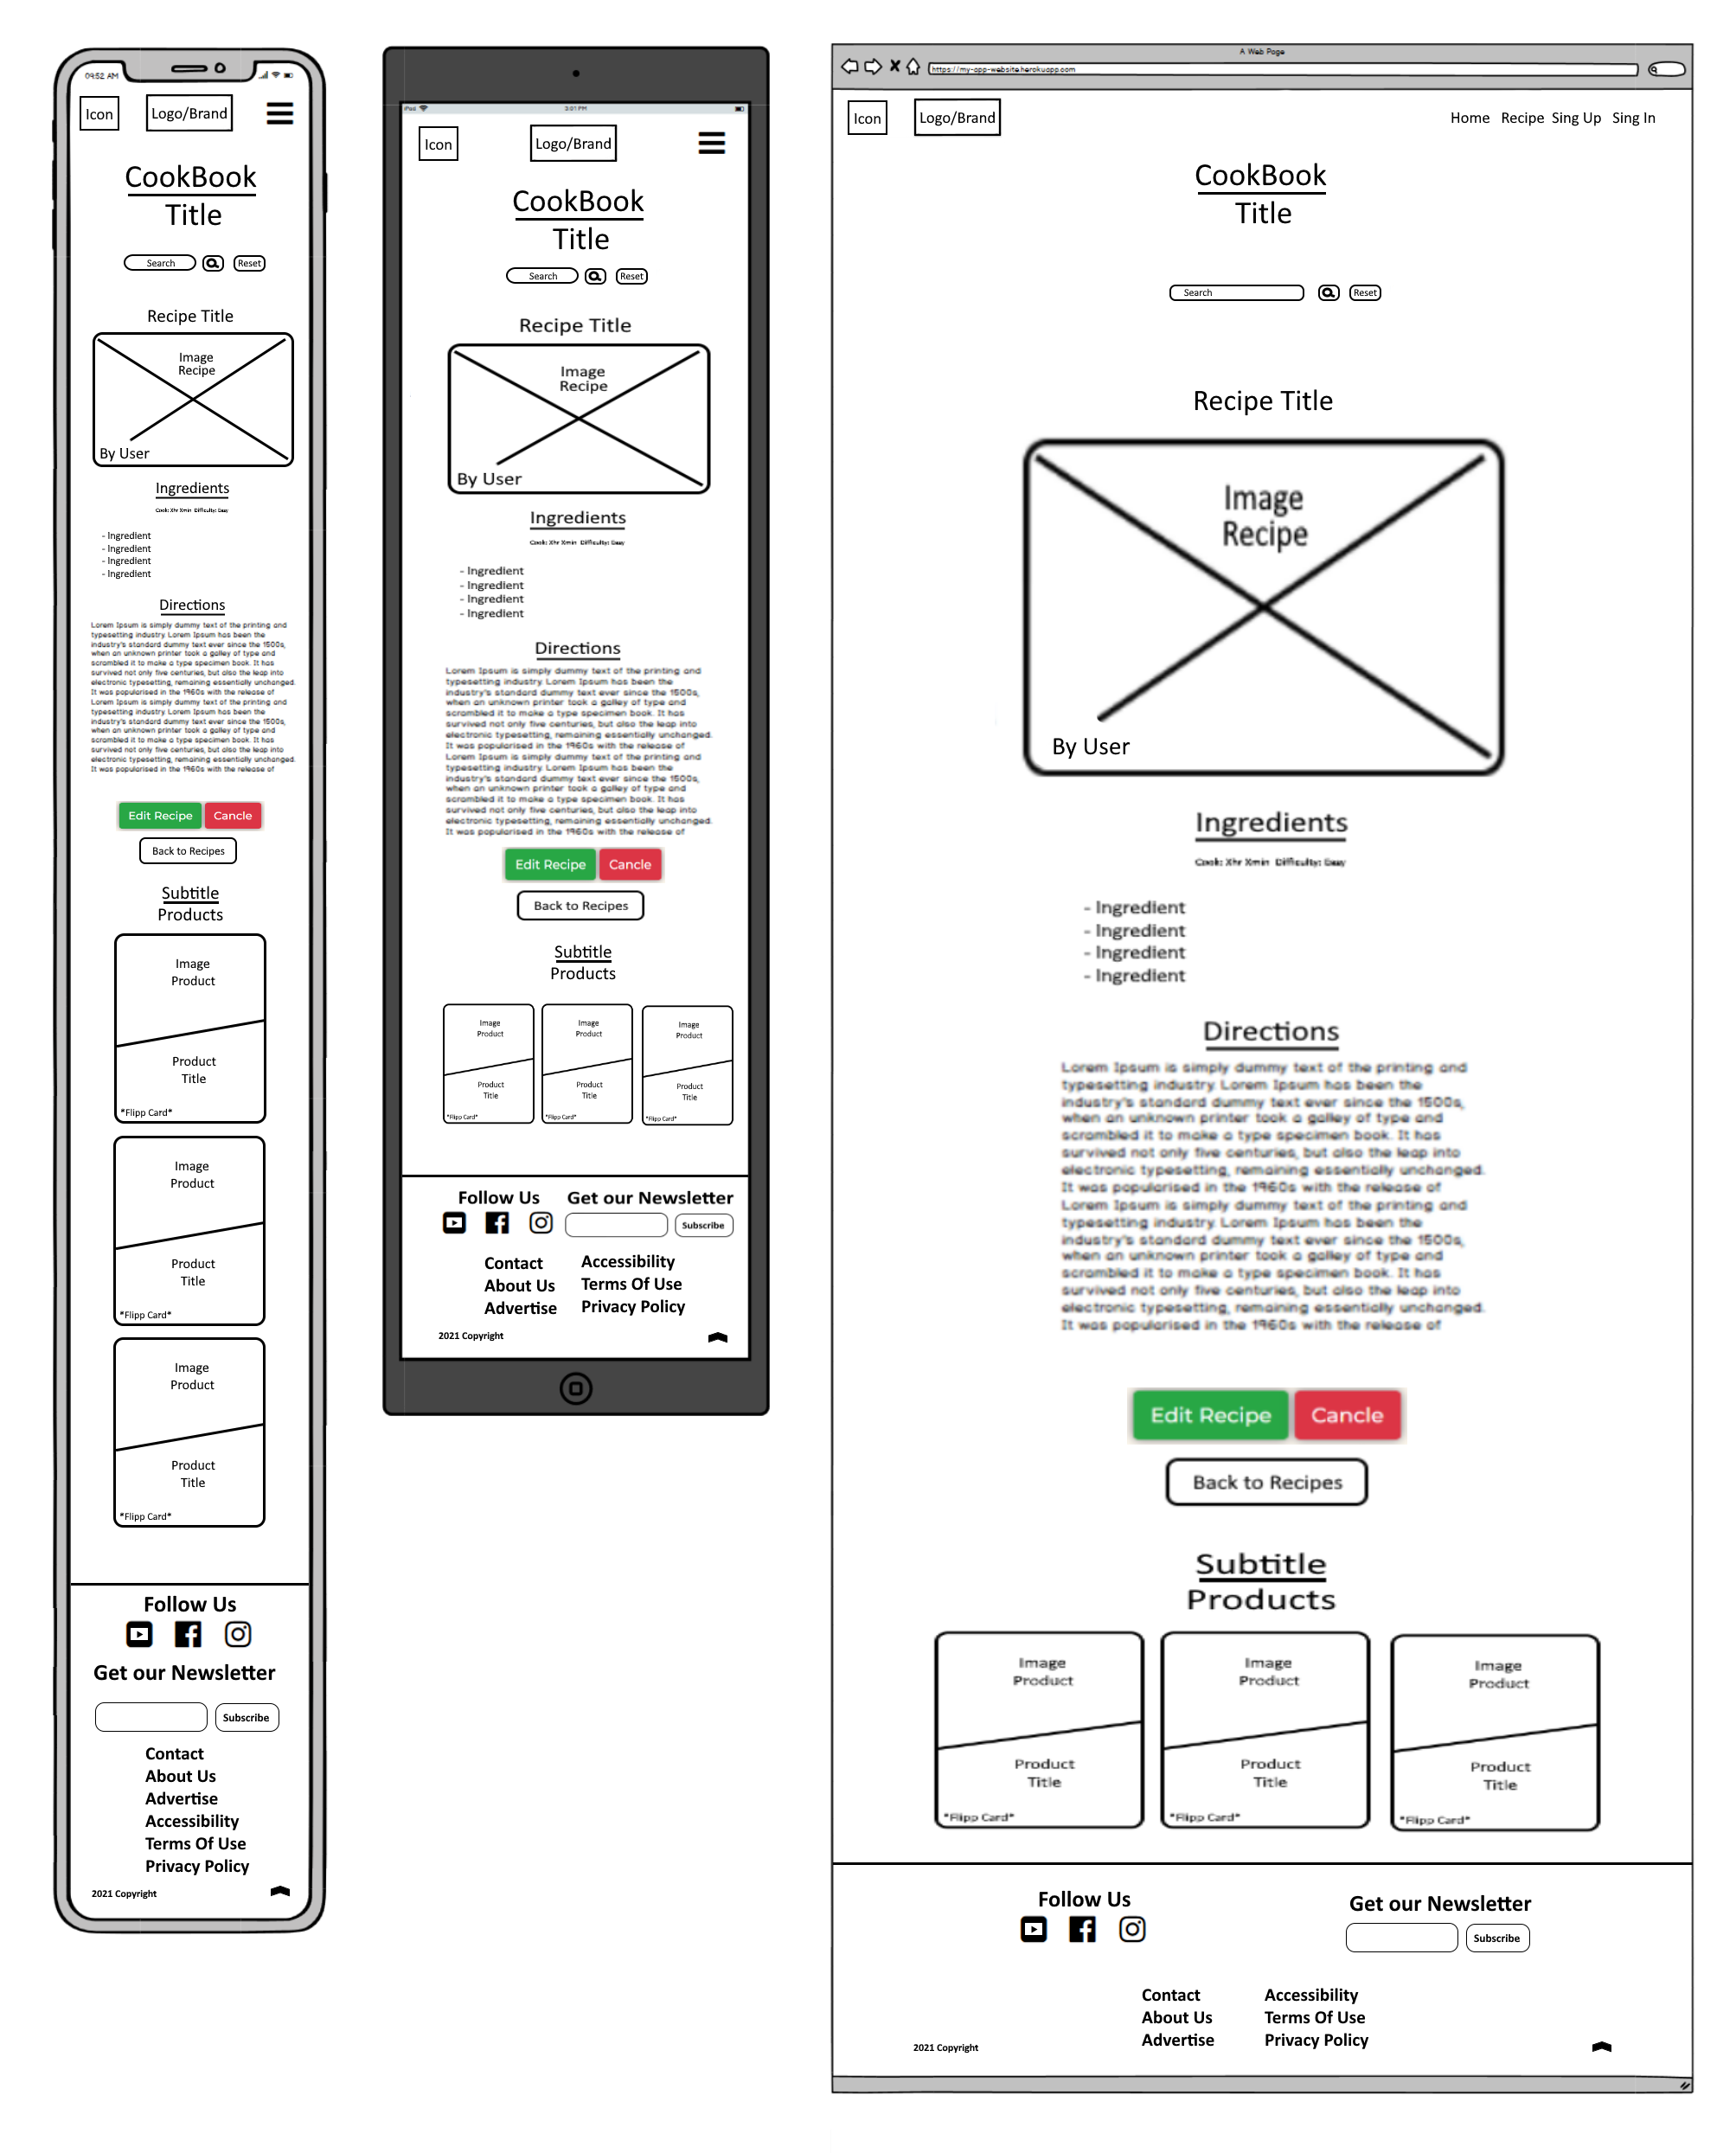 09:52 AM
Icon
Logo/Brand
CookBook
Title
Search
Reset
Recipe Title
Image
Recipe
By User
Ingredients
Cook: Xhr Xmin Difficulty: Easy
- Ingredient
- Ingredient
- Ingredient
- Ingredient
Directions
Lorem Ipsum is simply dummy text of the printing and
typesetting industry. Lorem Ipsum has been the
industry's standard dummy text ever since the 1500s,
when an unknown printer took a galley of type and
scrambled it to make a type specimen book. It has
survived not only five centuries, but also the leap into
electronic typesetting, remaining essentially unchanged.
It was popularised in the 1960s with the release of
Lorem Ipsum is simply dummy text of the printing and
typesetting industry. Lorem Ipsum has been the
industry's standard dummy text ever since the 1500s,
when an unknown printer took a galley of type and
scrambled it to make a type specimen book. It has
survived not only five centuries, but also the leap into
electronic typesetting, remaining essentially unchanged.
It was popularised in the 1960s with the release of
Edit Recipe Cancle
Back to Recipes
Subtitle
Products
Image
Product
Product
Title
*Flipp Card*
Image
Product
Product
Title
*Flipp Card*
Image
Product
Product
Title
*Flipp Card*
Follow Us
Get our Newsletter
Subscribe
Contact
About Us
Advertise
Accessibility
Terms Of Use
Privacy Policy
2021 Copyright
iPad
3:01 PM
Icon
Logo/Brand
CookBook
Title
Search
Reset
Recipe Title
Image
Recipe
By User
Ingredients
Cook: Xhr Xmin Difficulty: Easy
- Ingredient
- Ingredient
- Ingredient
- Ingredient
Directions
Lorem Ipsum is simply dummy text of the printing and
typesetting industry. Lorem Ipsum has been the
industry's standard dummy text ever since the 1500s,
when an unknown printer took a galley of type and
scrambled it to make a type specimen book. It has
survived not only five centuries, but also the leap into
electronic typesetting, remaining essentially unchanged.
It was popularised in the 1960s with the release of
Lorem Ipsum is simply dummy text of the printing and
typesetting industry. Lorem Ipsum has been the
industry's standard dummy text ever since the 1500s,
when an unknown printer took a galley of type and
scrambled it to make a type specimen book. It has
survived not only five centuries, but also the leap into
electronic typesetting, remaining essentially unchanged.
It was popularised in the 1960s with the release of
Edit Recipe Cancle
Back to Recipes
Subtitle
Products
Image
Product
Product
Title
*Flipp Card*
Image
Product
Product
Title
*Flipp Card*
Image
Product
Product
Title
*Flipp Card*
Follow Us
Get our Newsletter
Subscribe
Contact
About Us
Advertise
Accessibility
Terms Of Use
Privacy Policy
2021 Copyright
A Web Page
https://my-app-website.herokuapp.com
Icon
Logo/Brand
Home Recipe Sing Up Sing In
CookBook
Title
Search
Reset
Recipe Title
Image
Recipe
By User
Ingredients
Cook: Xhr Xmin Difficulty: Easy
- Ingredient
- Ingredient
- Ingredient
- Ingredient
Directions
Lorem Ipsum is simply dummy text of the printing and
typesetting industry. Lorem Ipsum has been the
industry's standard dummy text ever since the 1500s,
when an unknown printer took a galley of type and
scrambled it to make a type specimen book. It has
survived not only five centuries, but also the leap into
electronic typesetting, remaining essentially unchanged.
It was popularised in the 1960s with the release of
Lorem Ipsum is simply dummy text of the printing and
typesetting industry. Lorem Ipsum has been the
industry's standard dummy text ever since the 1500s,
when an unknown printer took a galley of type and
scrambled it to make a type specimen book. It has
survived not only five centuries, but also the leap into
electronic typesetting, remaining essentially unchanged.
It was popularised in the 1960s with the release of
Edit Recipe Cancle
Back to Recipes
Subtitle
Products
Image
Product
Product
Title
*Flipp Card*
Image
Product
Product
Title
*Flipp Card*
Image
Product
Product
Title
*Flipp Card*
Follow Us
Get our Newsletter
Subscribe
Contact
About Us
Advertise
Accessibility
Terms Of Use
Privacy Policy
2021 Copyright